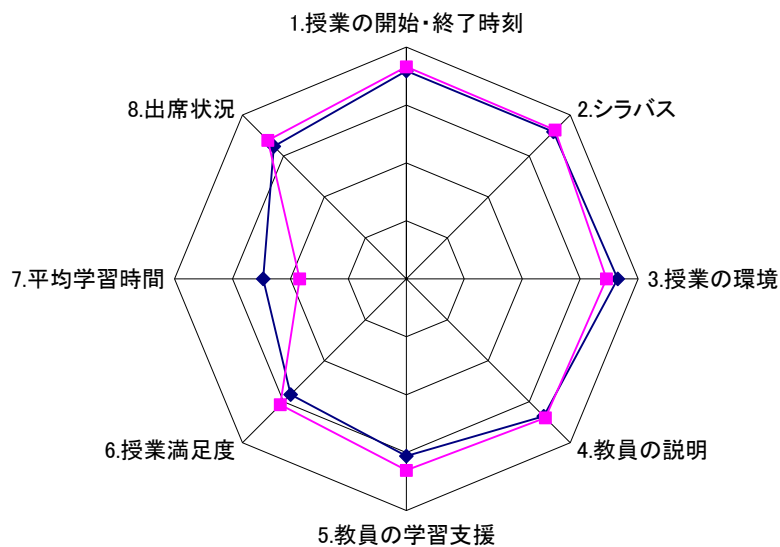 1.授業の開始・終了時刻
2.シラバス
3.授業の環境
4.教員の説明
5.教員の学習支援
6.授業満足度
7.平均学習時間
8.出席状況